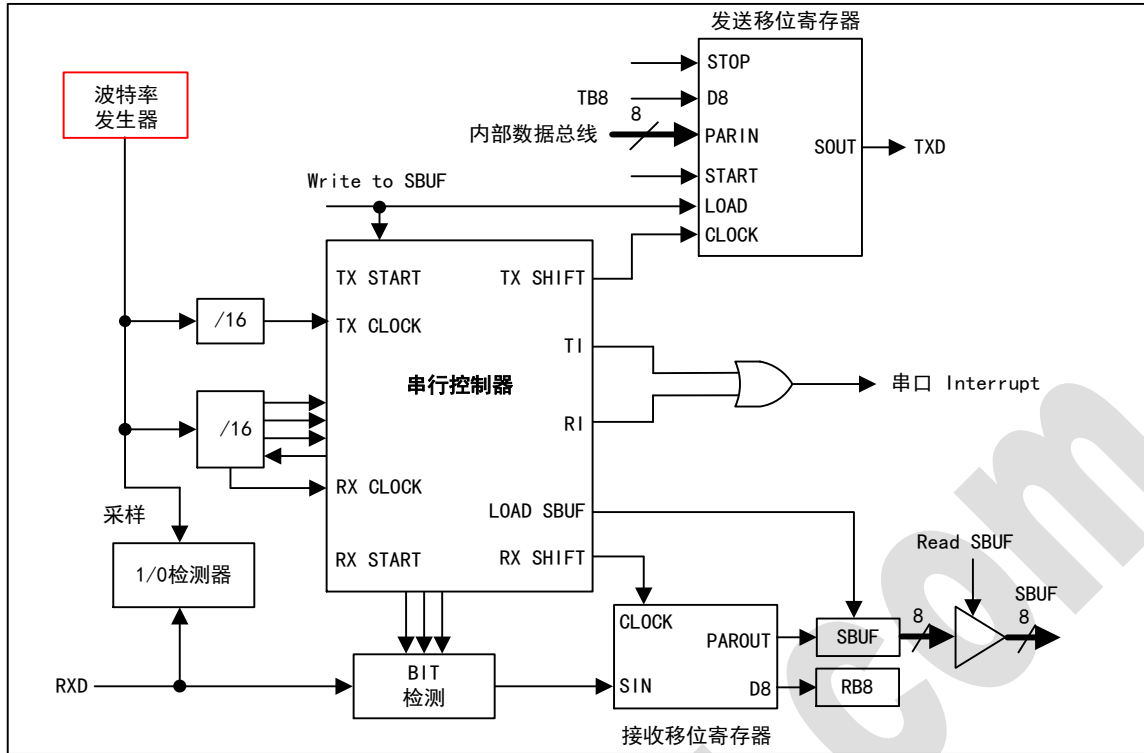 发送移位寄存器
波特率
发生器
STOP
TB8
D8
8
内部数据总线
PARIN
SOUT
TXD
START
Write to SBUF
LOAD
CLOCK
TX START
TX SHIFT
/16
TX CLOCK
TI
串行控制器
串口 Interrupt
/16
RI
RX CLOCK
采样
LOAD SBUF
Read SBUF
1/0检测器
RX START
RX SHIFT
SBUF
CLOCK
PAROUT
SBUF
8
8
BIT
检测
RXD
SIN
D8
RB8
接收移位寄存器
com